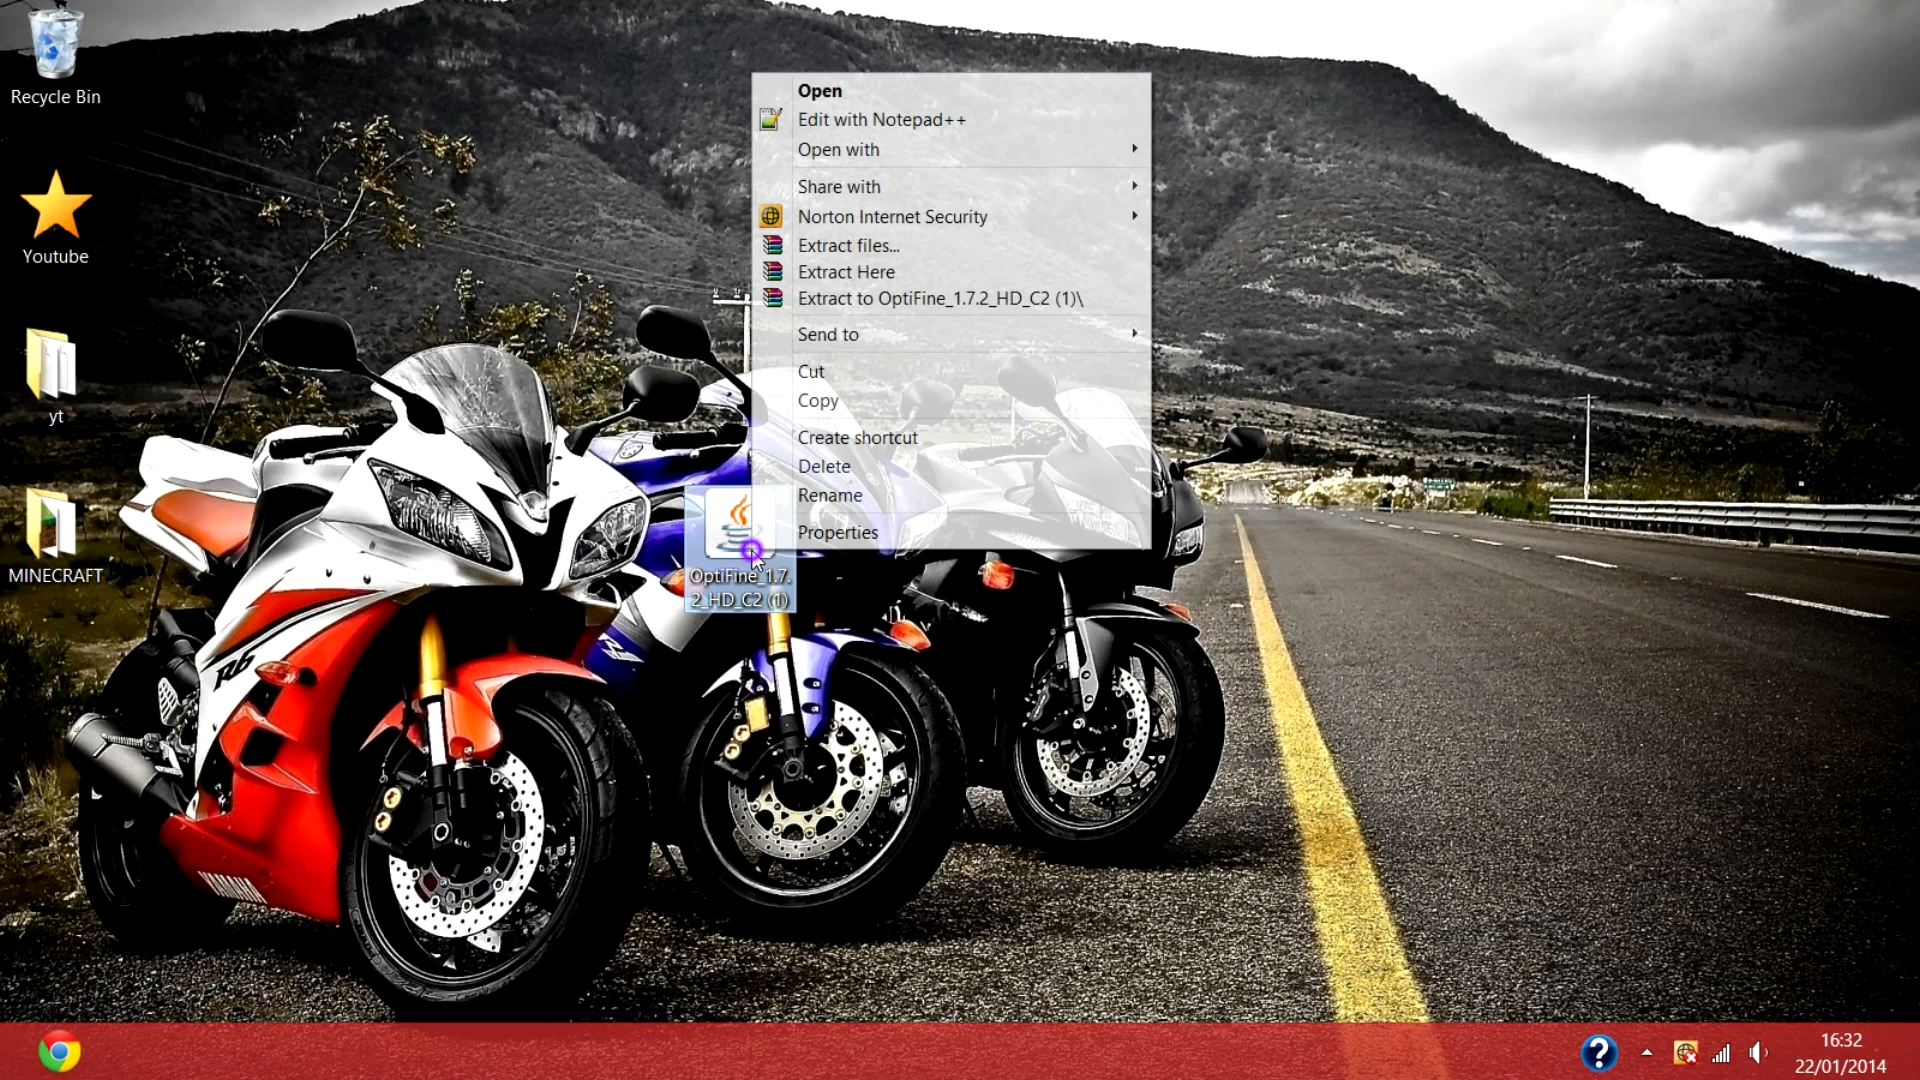 Recycle Bin
Youtube
yt
MINECRAFT
Open
Edit with Notepad++
Open with
Share with
Norton Internet Security
Extract files...
Extract Here
Extract to OptiFine_1.7.2_HD_C2 (1)\
Send to
Cut
Copy
Create shortcut
Delete
Rename
Properties
OptiFine_1.7.
2_HD_C2 (1)
R6
YAMAHA
?
16:32
22/01/2014